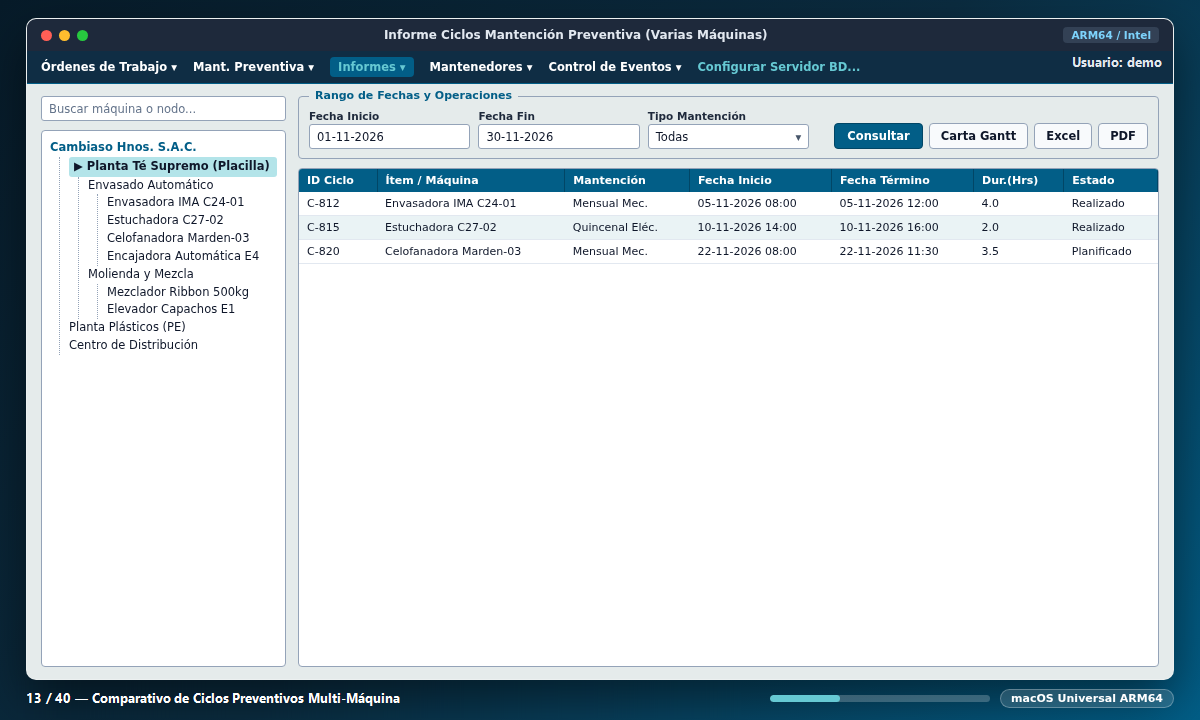 Informe Ciclos Mantención Preventiva (Varias Máquinas)
ARM64 / Intel
Órdenes de Trabajo ▾ Mant. Preventiva ▾ Informes ▾ Mantenedores ▾ Control de Eventos ▾ Configurar Servidor BD... Usuario: demo
Buscar máquina o nodo...
Cambiaso Hnos. S.A.C.
▶ Planta Té Supremo (Placilla)
Envasado Automático
Envasadora IMA C24-01
Estuchadora C27-02
Celofanadora Marden-03
Encajadora Automática E4
Molienda y Mezcla
Mezclador Ribbon 500kg
Elevador Capachos E1
Planta Plásticos (PE)
Centro de Distribución
Rango de Fechas y Operaciones
Fecha Inicio Fecha Fin Tipo Mantención
01-11-2026 30-11-2026 Todas ▾ Consultar Carta Gantt Excel PDF
ID Ciclo Ítem / Máquina Mantención Fecha Inicio Fecha Término Dur.(Hrs) Estado
C-812 Envasadora IMA C24-01 Mensual Mec. 05-11-2026 08:00 05-11-2026 12:00 4.0 Realizado
C-815 Estuchadora C27-02 Quincenal Eléc. 10-11-2026 14:00 10-11-2026 16:00 2.0 Realizado
C-820 Celofanadora Marden-03 Mensual Mec. 22-11-2026 08:00 22-11-2026 11:30 3.5 Planificado
13 / 40 — Comparativo de Ciclos Preventivos Multi-Máquina
macOS Universal ARM64